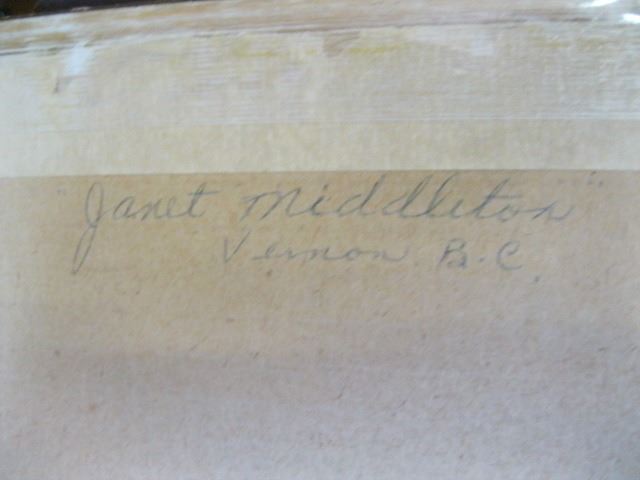 "Janet Middleton"
Vernon B.C.